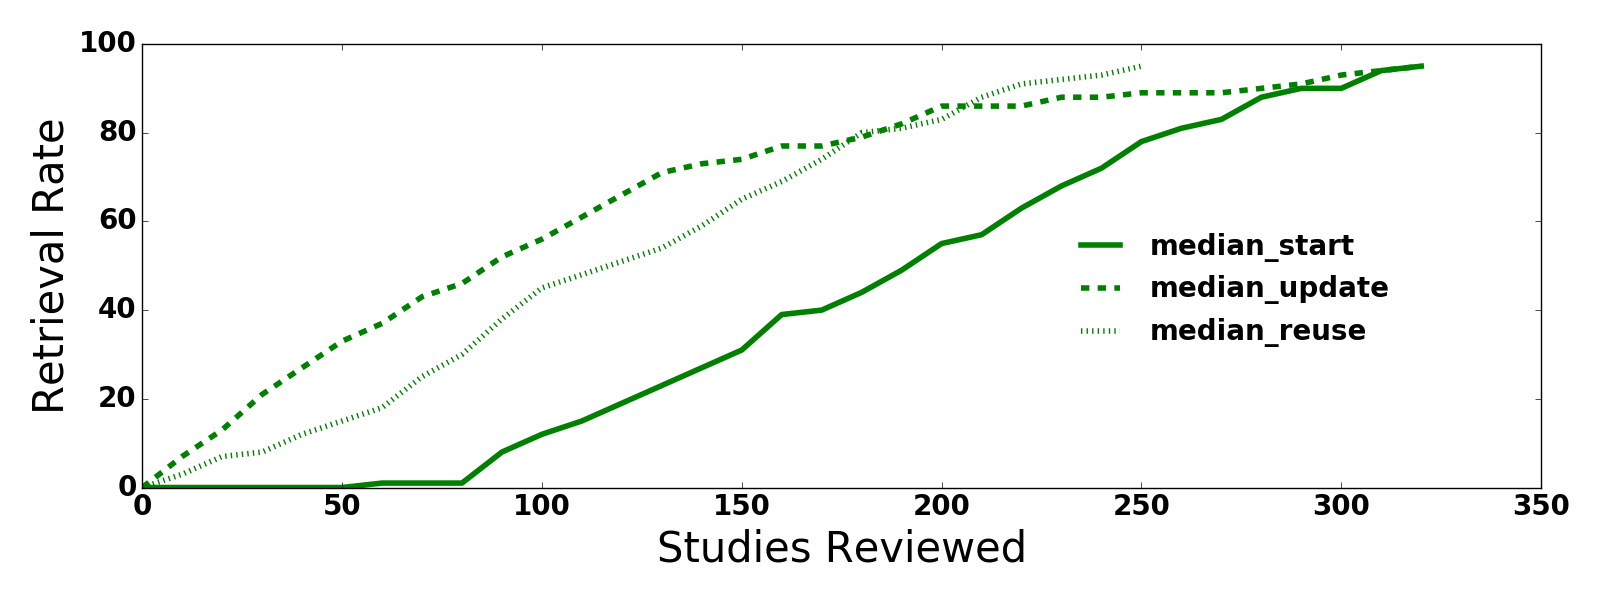 100
80
60
40
20
0
Retrieval Rate
median_start
median_update
median_reuse
0 50 100 150 200 250 300 350
Studies Reviewed